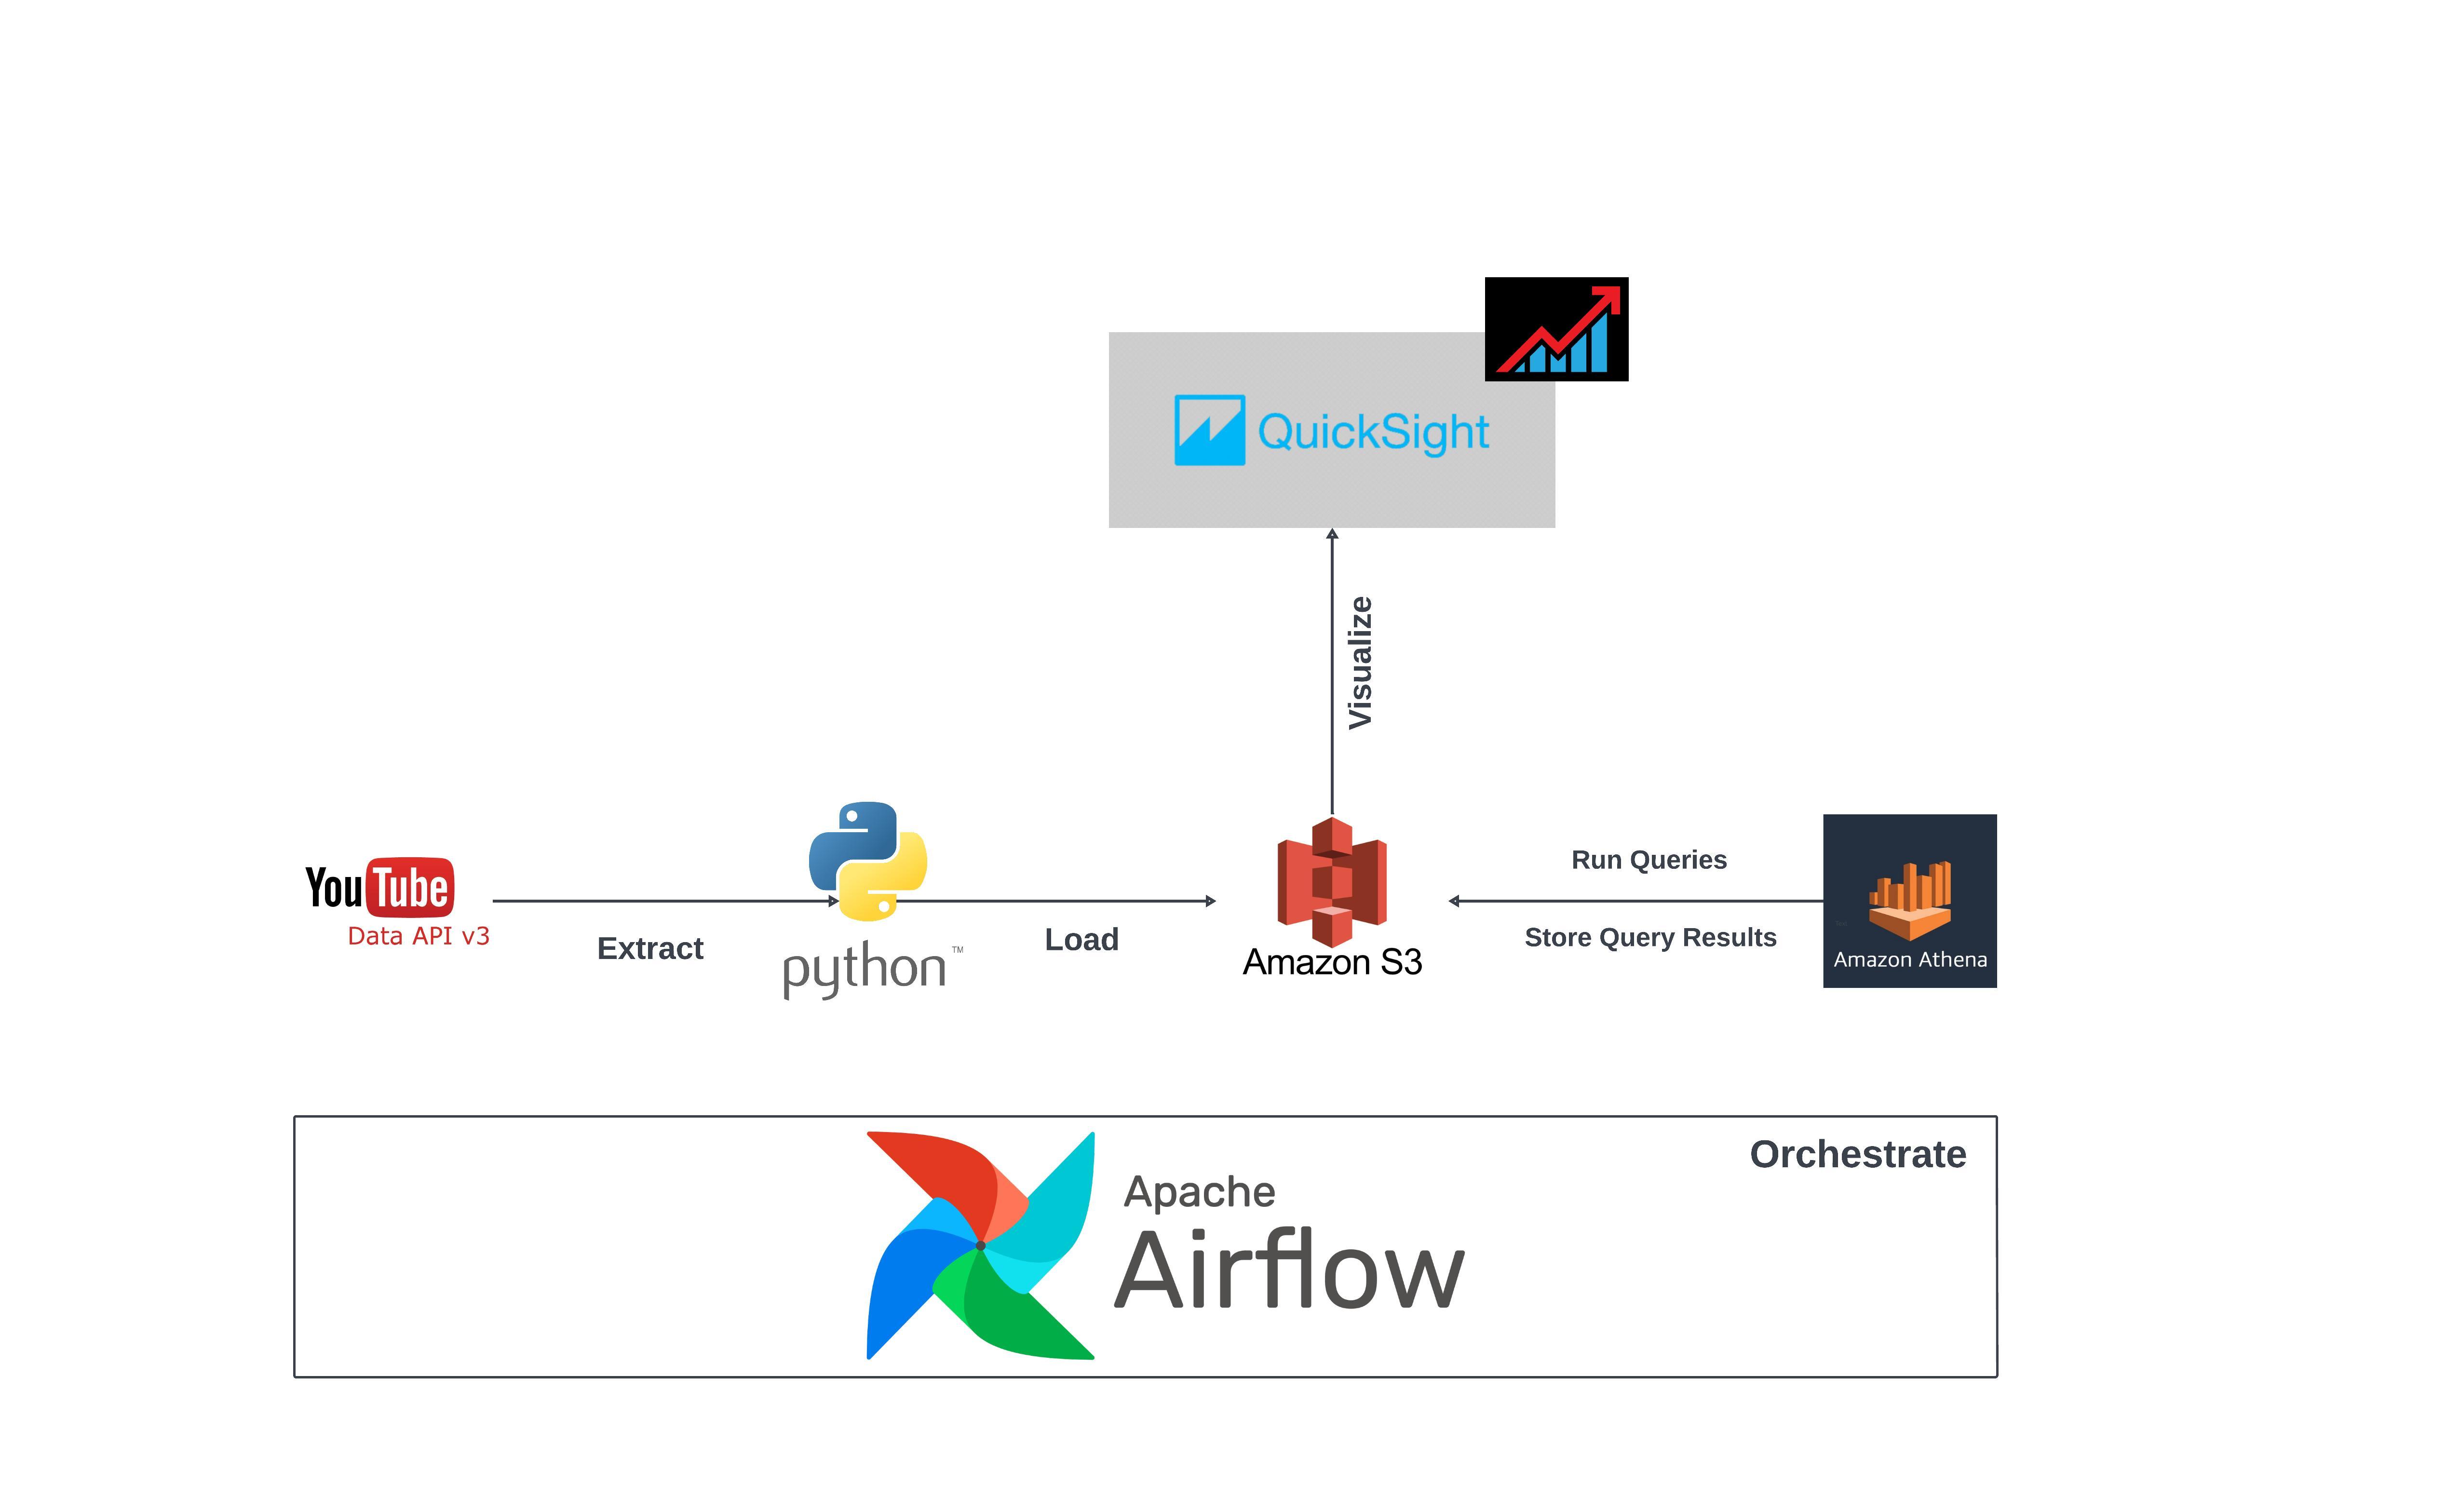 QuickSight
Visualize
YouTube
Data API v3
Extract
python™
Load
Amazon S3
Run Queries
Store Query Results
Amazon Athena
Orchestrate
Apache
Airflow